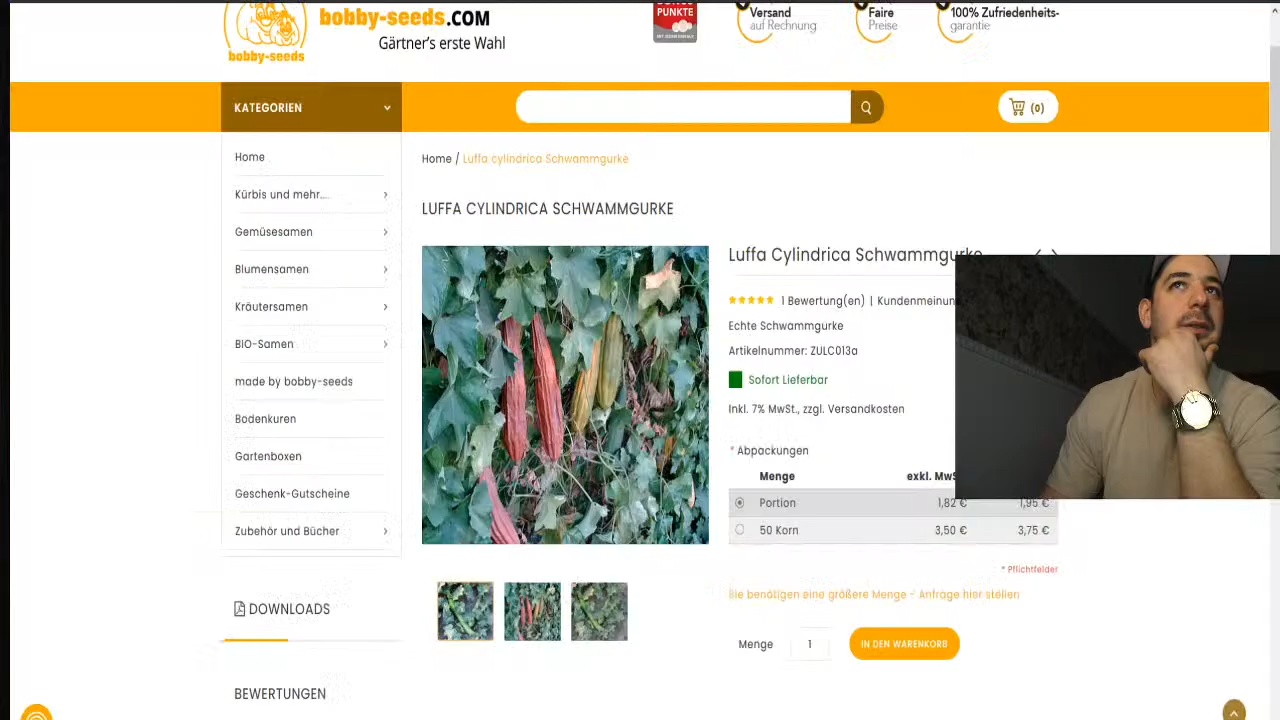 bobby-seeds.COM
Gärtner's erste Wahl
bobby-seeds
PUNKTE
Versand
auf Rechnung
Faire
Preise
100% Zufriedenheits-
garantie
KATEGORIEN
(0)
Home
Kürbis und mehr....
Gemüsesamen
Blumensamen
Kräutersamen
BIO-Samen
made by bobby-seeds
Bodenkuren
Gartenboxen
Geschenk-Gutscheine
Zubehör und Bücher
DOWNLOADS
BEWERTUNGEN
Home / Luffa cylindrica Schwammgurke
LUFFA CYLINDRICA SCHWAMMGURKE
Luffa Cylindrica Schwammgurke
1 Bewertung(en) | Kundenmeinun
Echte Schwammgurke
Artikelnummer: ZULC013a
Sofort Lieferbar
Inkl. 7% MwSt., zzgl. Versandkosten
* Abpackungen
Menge exkl. MwS
Portion 1,82 € 1,95 €
50 Korn 3,50 € 3,75 €
* Pflichtfelder
Sie benötigen eine größere Menge - Anfrage hier stellen
Menge 1 IN DEN WARENKORB